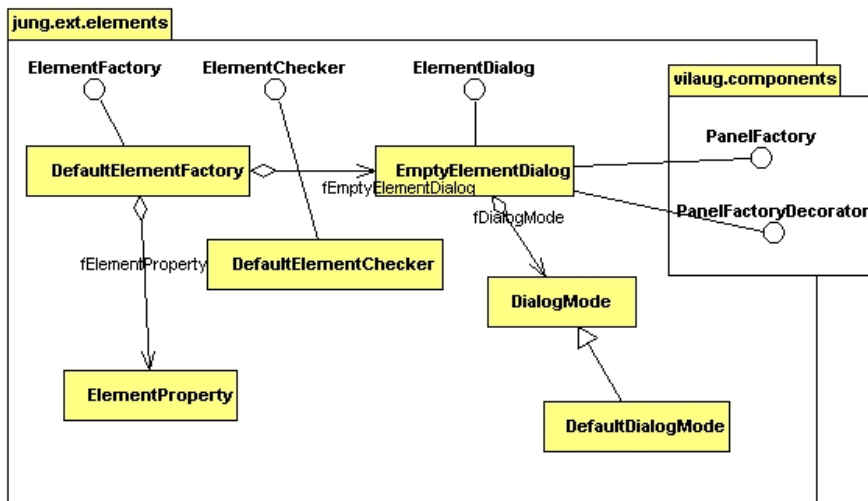 jung.ext.elements
ElementFactory
ElementChecker
ElementDialog
vilaug.components
PanelFactory
DefaultElementFactory
EmptyElementDialog
fEmptyElementDialog
PanelFactoryDecorator
fDialogMode
fElementProperty
DefaultElementChecker
DialogMode
ElementProperty
DefaultDialogMode